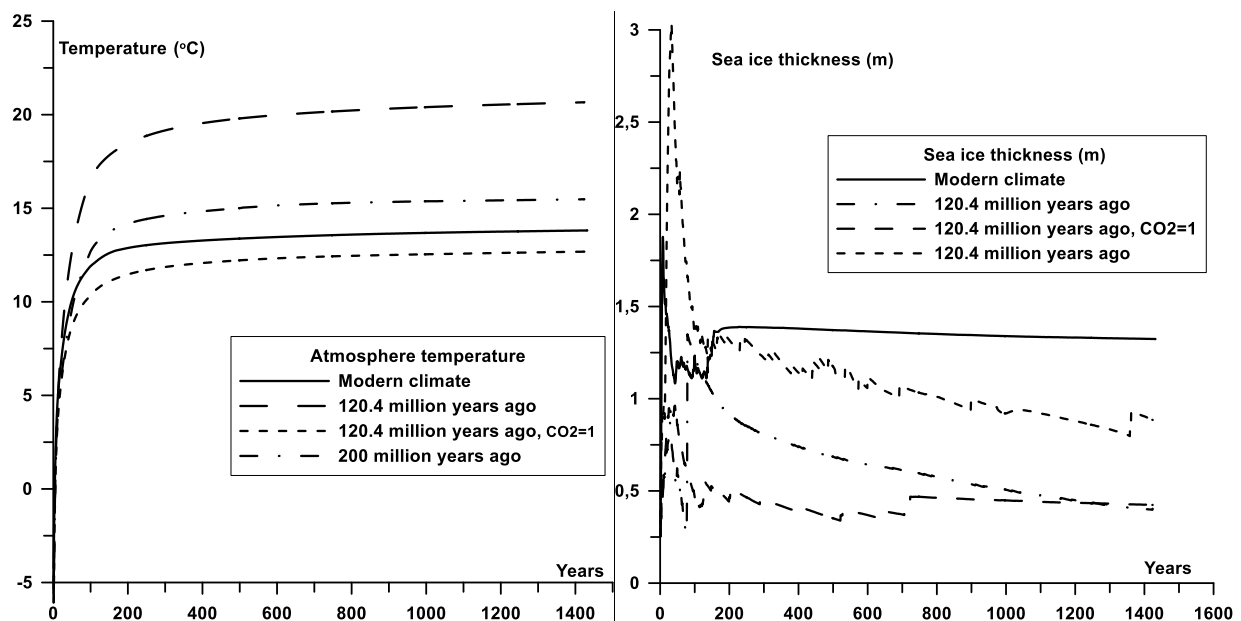 25
Temperature (°C)
20
15
10
5
0
-5
0
200
400
600
800
1000
1200
1400
Years
Atmosphere temperature
Modern climate
120.4 million years ago
120.4 million years ago, CO2=1
200 million years ago
3
Sea ice thickness (m)
2,5
2
1,5
1
0,5
0
0
200
400
600
800
1000
1200
1400
1600
Years
Sea ice thickness (m)
Modern climate
120.4 million years ago
120.4 million years ago, CO2=1
120.4 million years ago